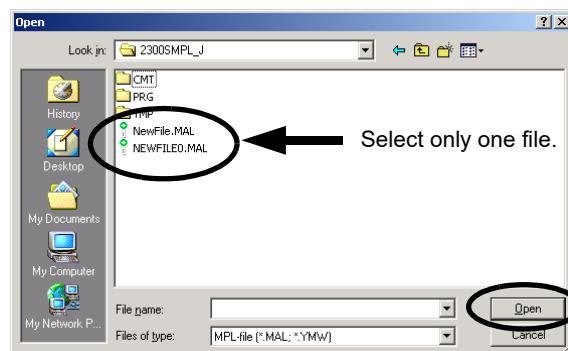 Open
Look in:
2300SMPL_J
CMT
PRG
TMP
NewFile.MAL
NEWFILE0.MAL
Select only one file.
History
Desktop
My Documents
My Computer
My Network P...
File name:
Open
Files of type:
MPL-file (*.MAL; *.YMW)
Cancel